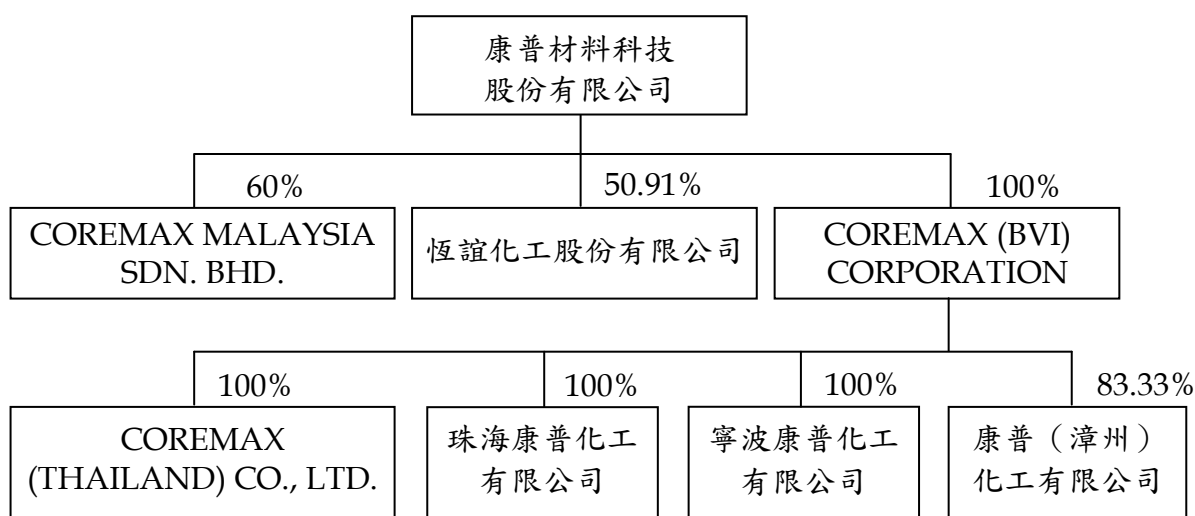 康普材料科技
股份有限公司
60%
50.91%
100%
COREMAX MALAYSIA
SDN. BHD.
恆誼化工股份有限公司
COREMAX (BVI)
CORPORATION
100%
100%
100%
83.33%
COREMAX
(THAILAND) CO., LTD.
珠海康普化工
有限公司
寧波康普化工
有限公司
康普（漳州）
化工有限公司